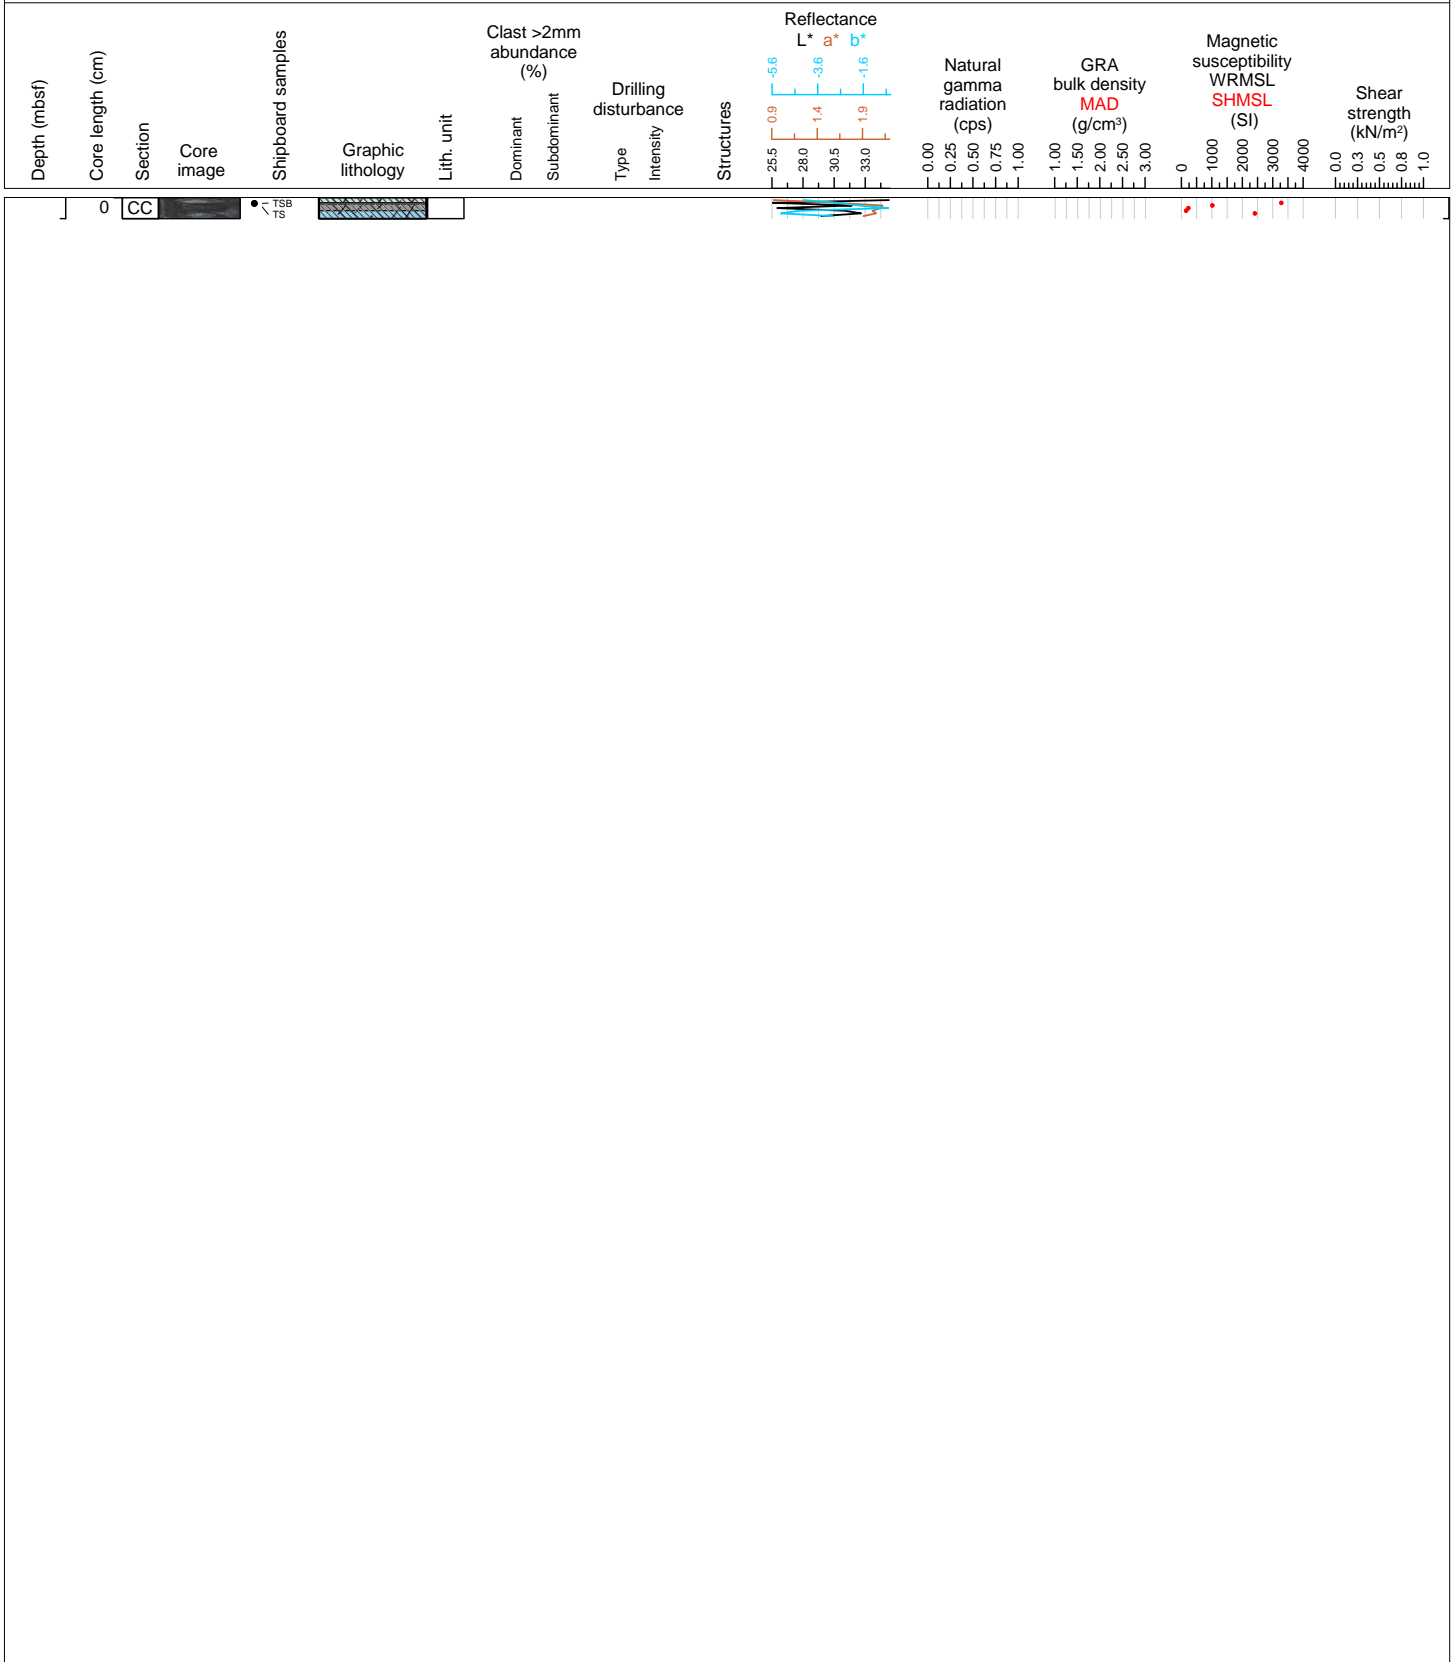 Depth (mbsf)
Core length (cm)
Section
Core
image
Shipboard samples
Graphic
lithology
Lith. unit
Clast >2mm
abundance
(%)
Dominant
Subdominant
Drilling
disturbance
Type
Intensity
Structures
Reflectance
L* a* b*
-5.6 -3.6 -1.6
0.9 1.4 1.9
25.5 28.0 30.5 33.0
Natural
gamma
radiation
(cps)
0.00 0.25 0.50 0.75 1.00
GRA
bulk density
MAD
(g/cm³)
1.00 1.50 2.00 2.50 3.00
Magnetic
susceptibility
WRMSL
SHMSL
(SI)
0 1000 2000 3000 4000
Shear
strength
(kN/m²)
0.0 0.3 0.5 0.8 1.0
0
CC
TSB
TS